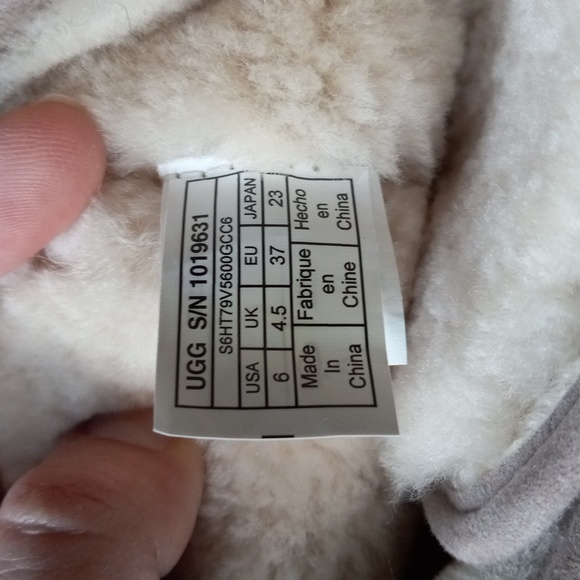 UGG S/N 1019631
S6HT79V5600GCC6
USA UK EU JAPAN
6 4.5 37 23
Made Fabrique Hecho
In en en
China Chine China